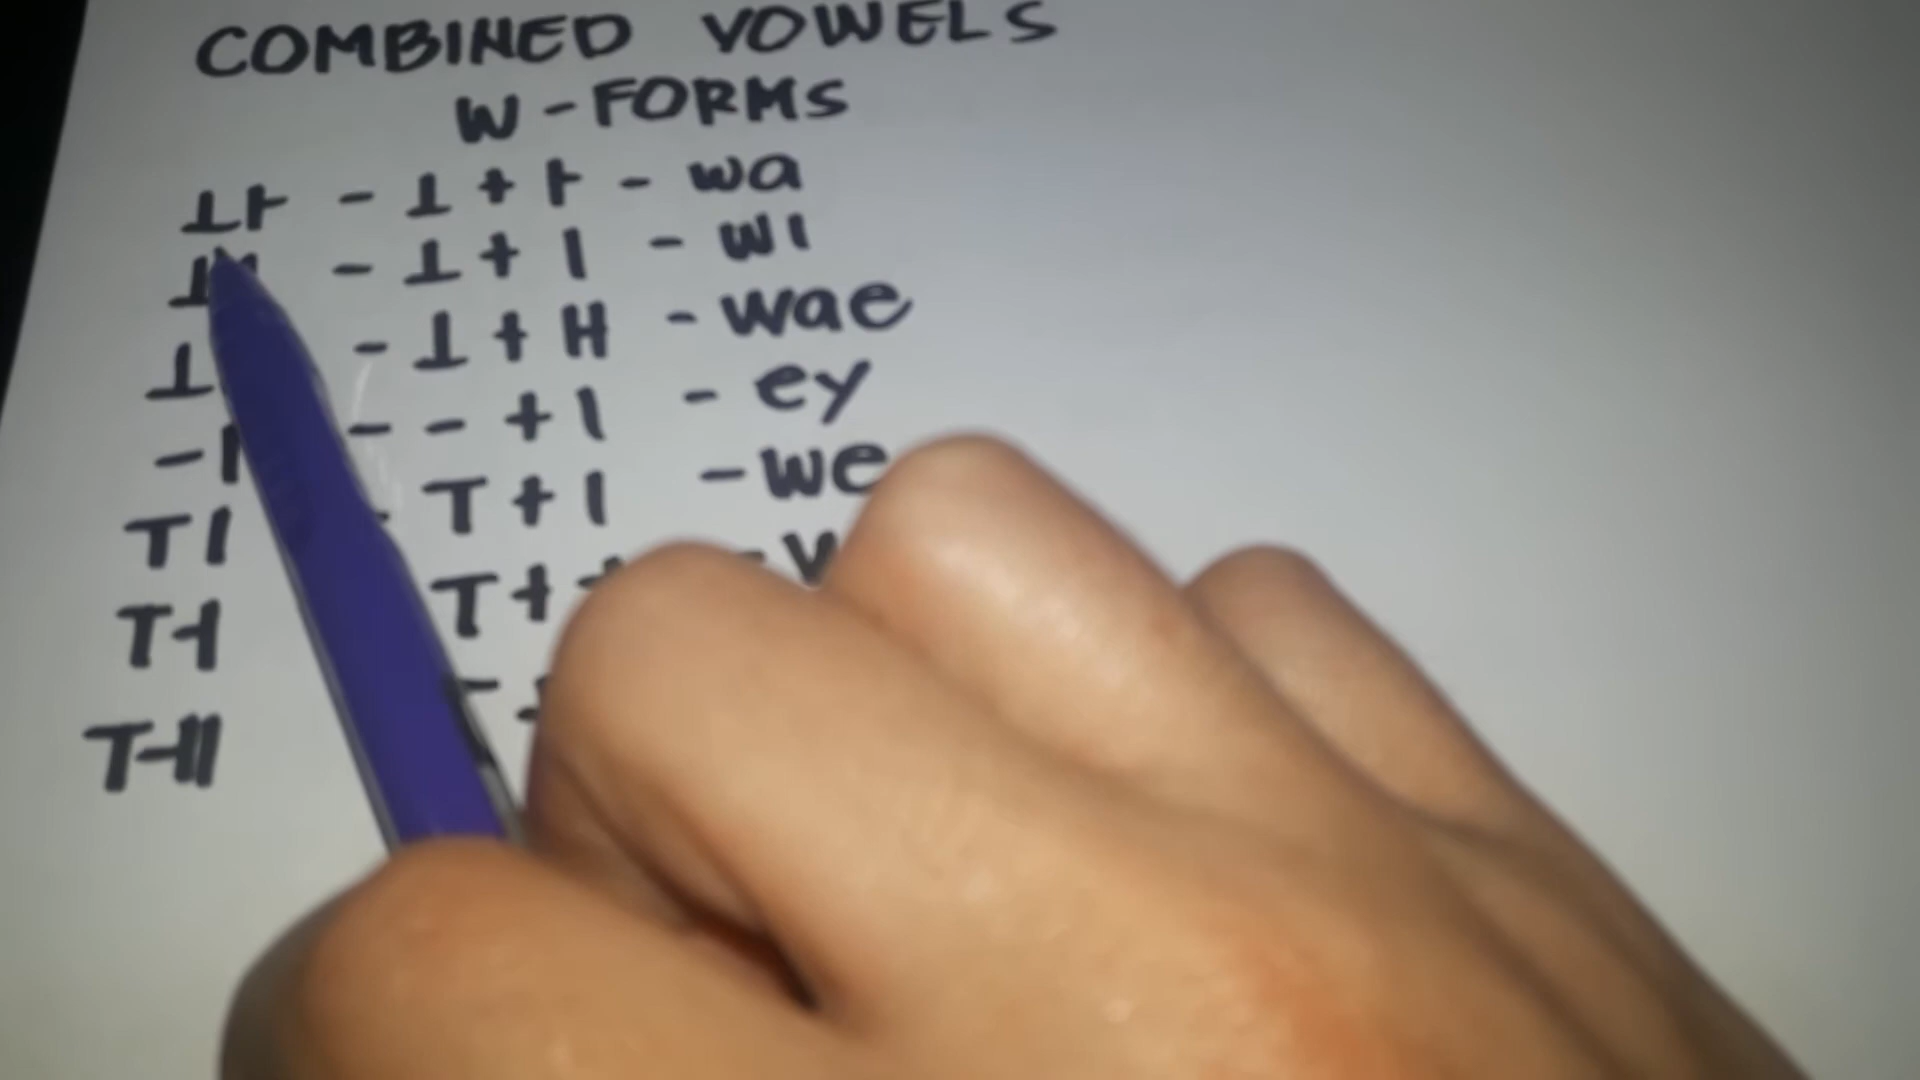 COMBINED VOWELS
W - FORMS
ㅘ - ㅗ + ㅏ - wa
- ㅗ + ㅣ - wi
ㅗ - ㅗ + ㅐ - wae
ㅢ - ㅡ + ㅣ - ey
ㅟ - ㅜ + ㅣ - we
ㅝ ㅜ +
ㅞ